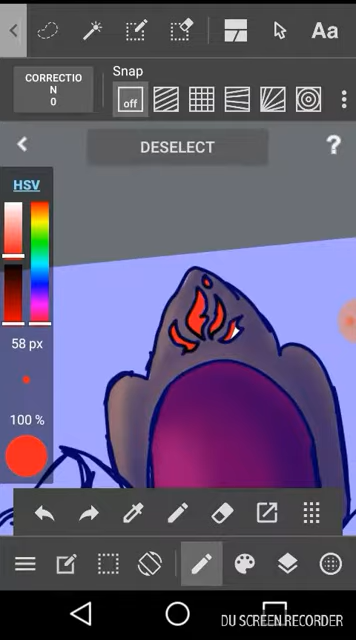 Aa
CORRECTIO
N
0
Snap
off
DESELECT
?
HSV
58 px
100 %
DU SCREEN RECORDER